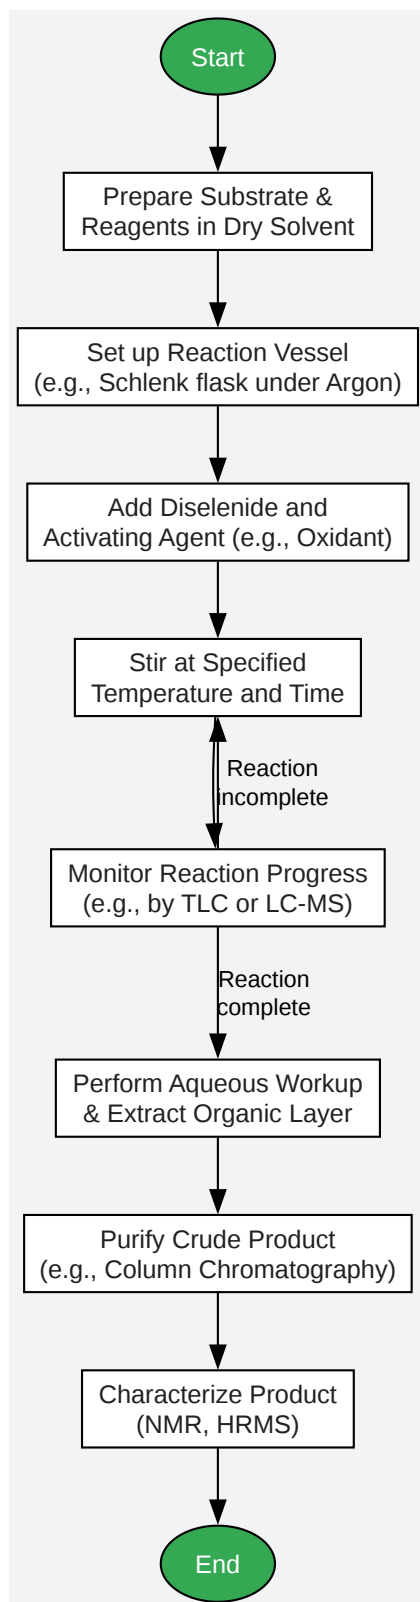 Start
Prepare Substrate &
Reagents in Dry Solvent
Set up Reaction Vessel
(e.g., Schlenk flask under Argon)
Add Diselenide and
Activating Agent (e.g., Oxidant)
Stir at Specified
Temperature and Time
Reaction
incomplete
Monitor Reaction Progress
(e.g., by TLC or LC-MS)
Reaction
complete
Perform Aqueous Workup
& Extract Organic Layer
Purify Crude Product
(e.g., Column Chromatography)
Characterize Product
(NMR, HRMS)
End